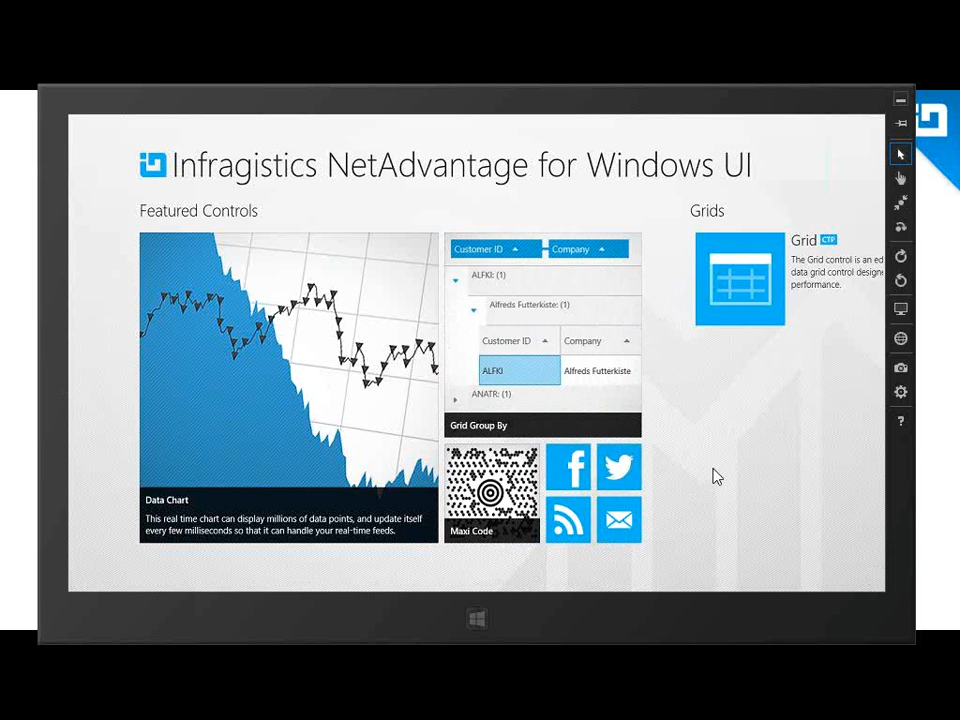 Infragistics NetAdvantage for Windows UI
Featured Controls
Grids
Customer ID
Company
ALFKI: (1)
Alfreds Futterkiste: (1)
Customer ID
Company
ALFKI
Alfreds Futterkiste
ANATR: (1)
Grid Group By
Data Chart
This real time chart can display millions of data points, and update itself
every few milliseconds so that it can handle your real-time feeds.
Maxi Code
Grid CTP
The Grid control is an ed
data grid control designe
performance.
?